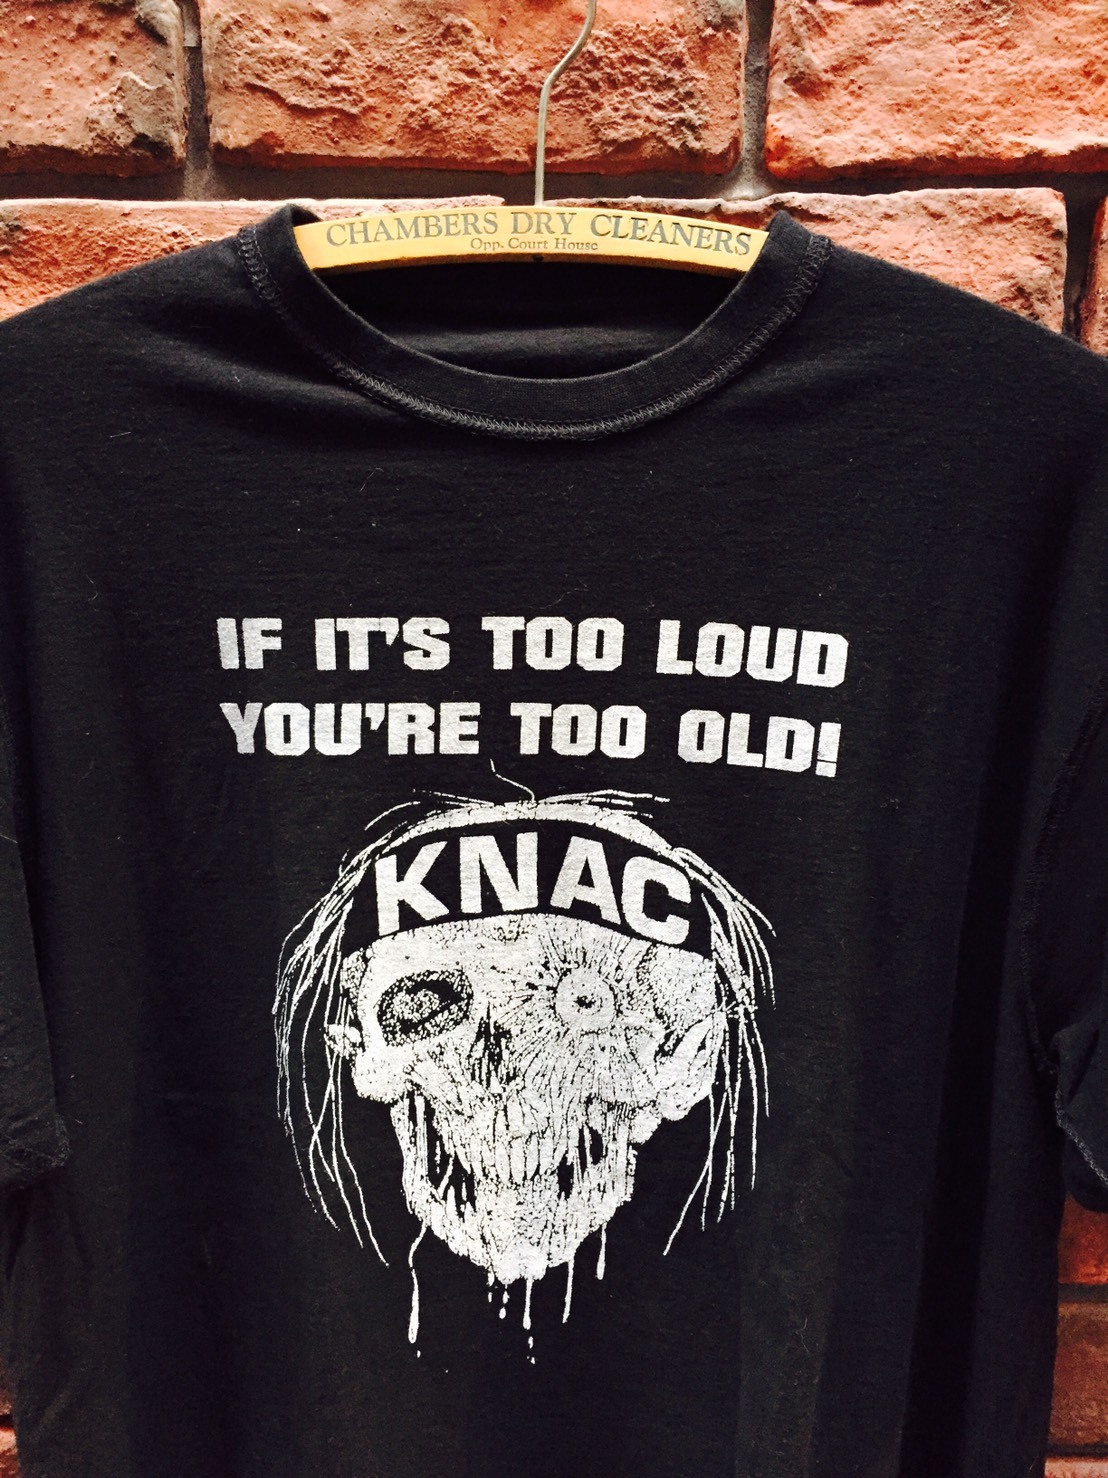 CHAMBERS DRY CLEANERS
Opp. Court House
IF IT'S TOO LOUD
YOU'RE TOO OLD!
KNAC